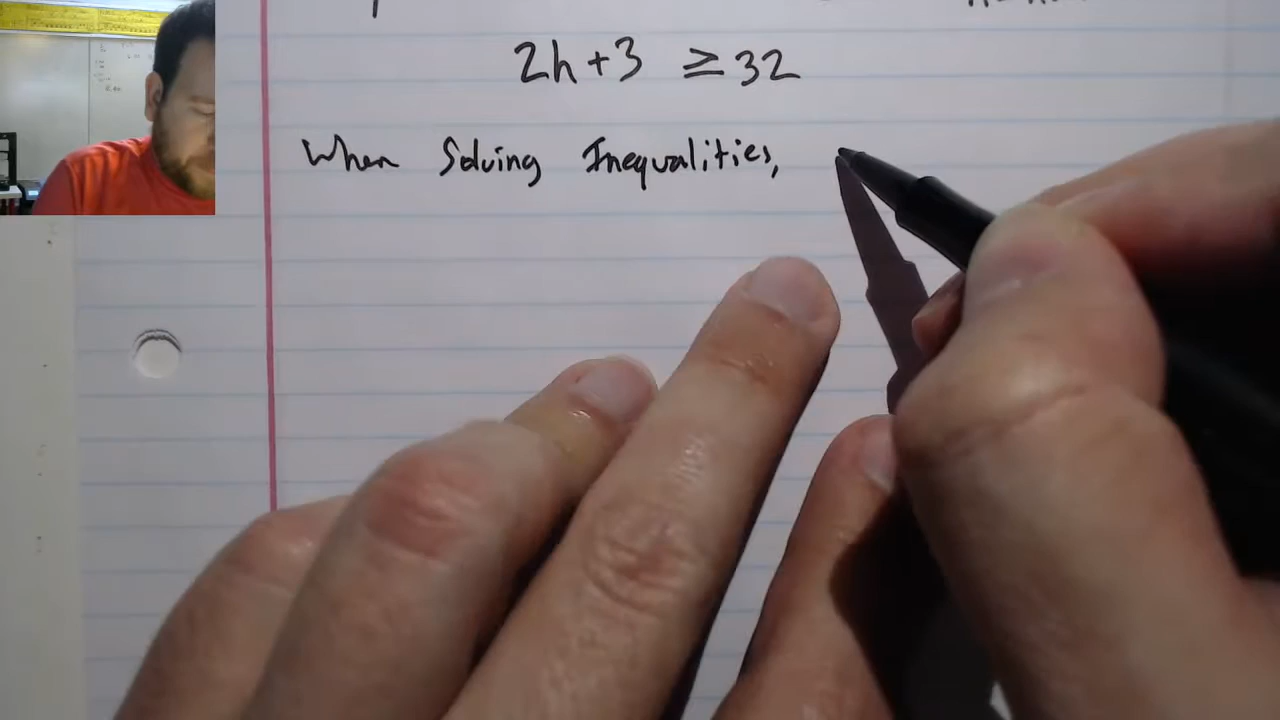 2h+3 ≥ 32
When Solving Inequalities,